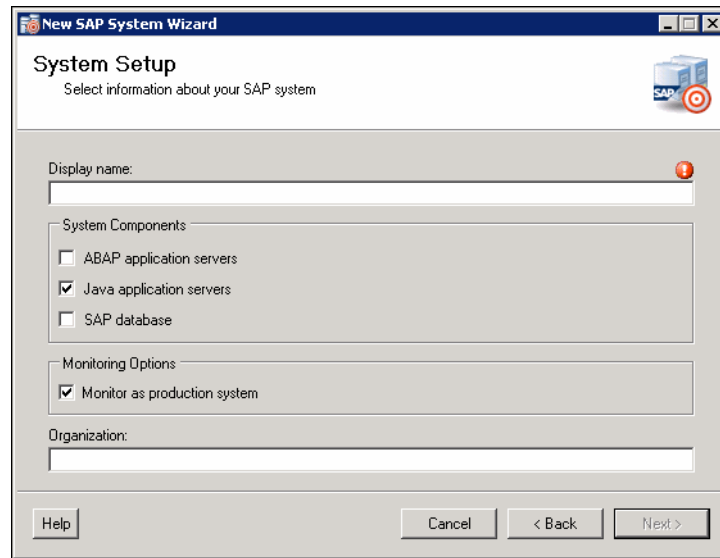 New SAP System Wizard
System Setup
Select information about your SAP system
SAP
Display name:
System Components
ABAP application servers
Java application servers
SAP database
Monitoring Options
Monitor as production system
Organization:
Help
Cancel
< Back
Next >